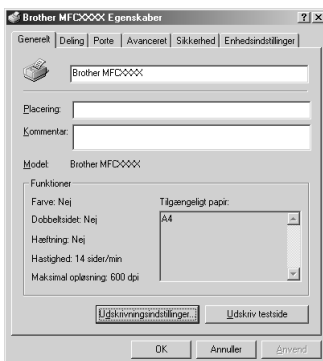 Brother MFCXXXX Egenskaber
Generelt Deling Porte Avanceret Sikkerhed Enhedsindstillinger
Brother MFCXXXX
Placering:
Kommentar:
Model: Brother MFCXXXX
Funktioner
Farve: Nej Tilgængeligt papir:
Dobbeltsidet: Nej A4
Hæftning: Nej
Hastighed: 14 sider/min
Maksimal opløsning: 600 dpi
Udskrivningsindstillinger... Udskriv testside
OK Annuller Anvend